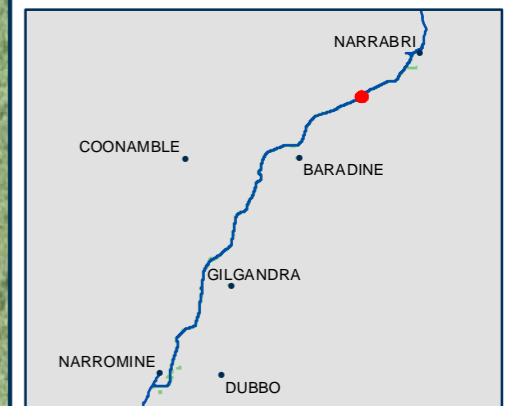 NARRABRI
COONAMBLE
BARADINE
GILGANDRA
NARROMINE
DUBBO